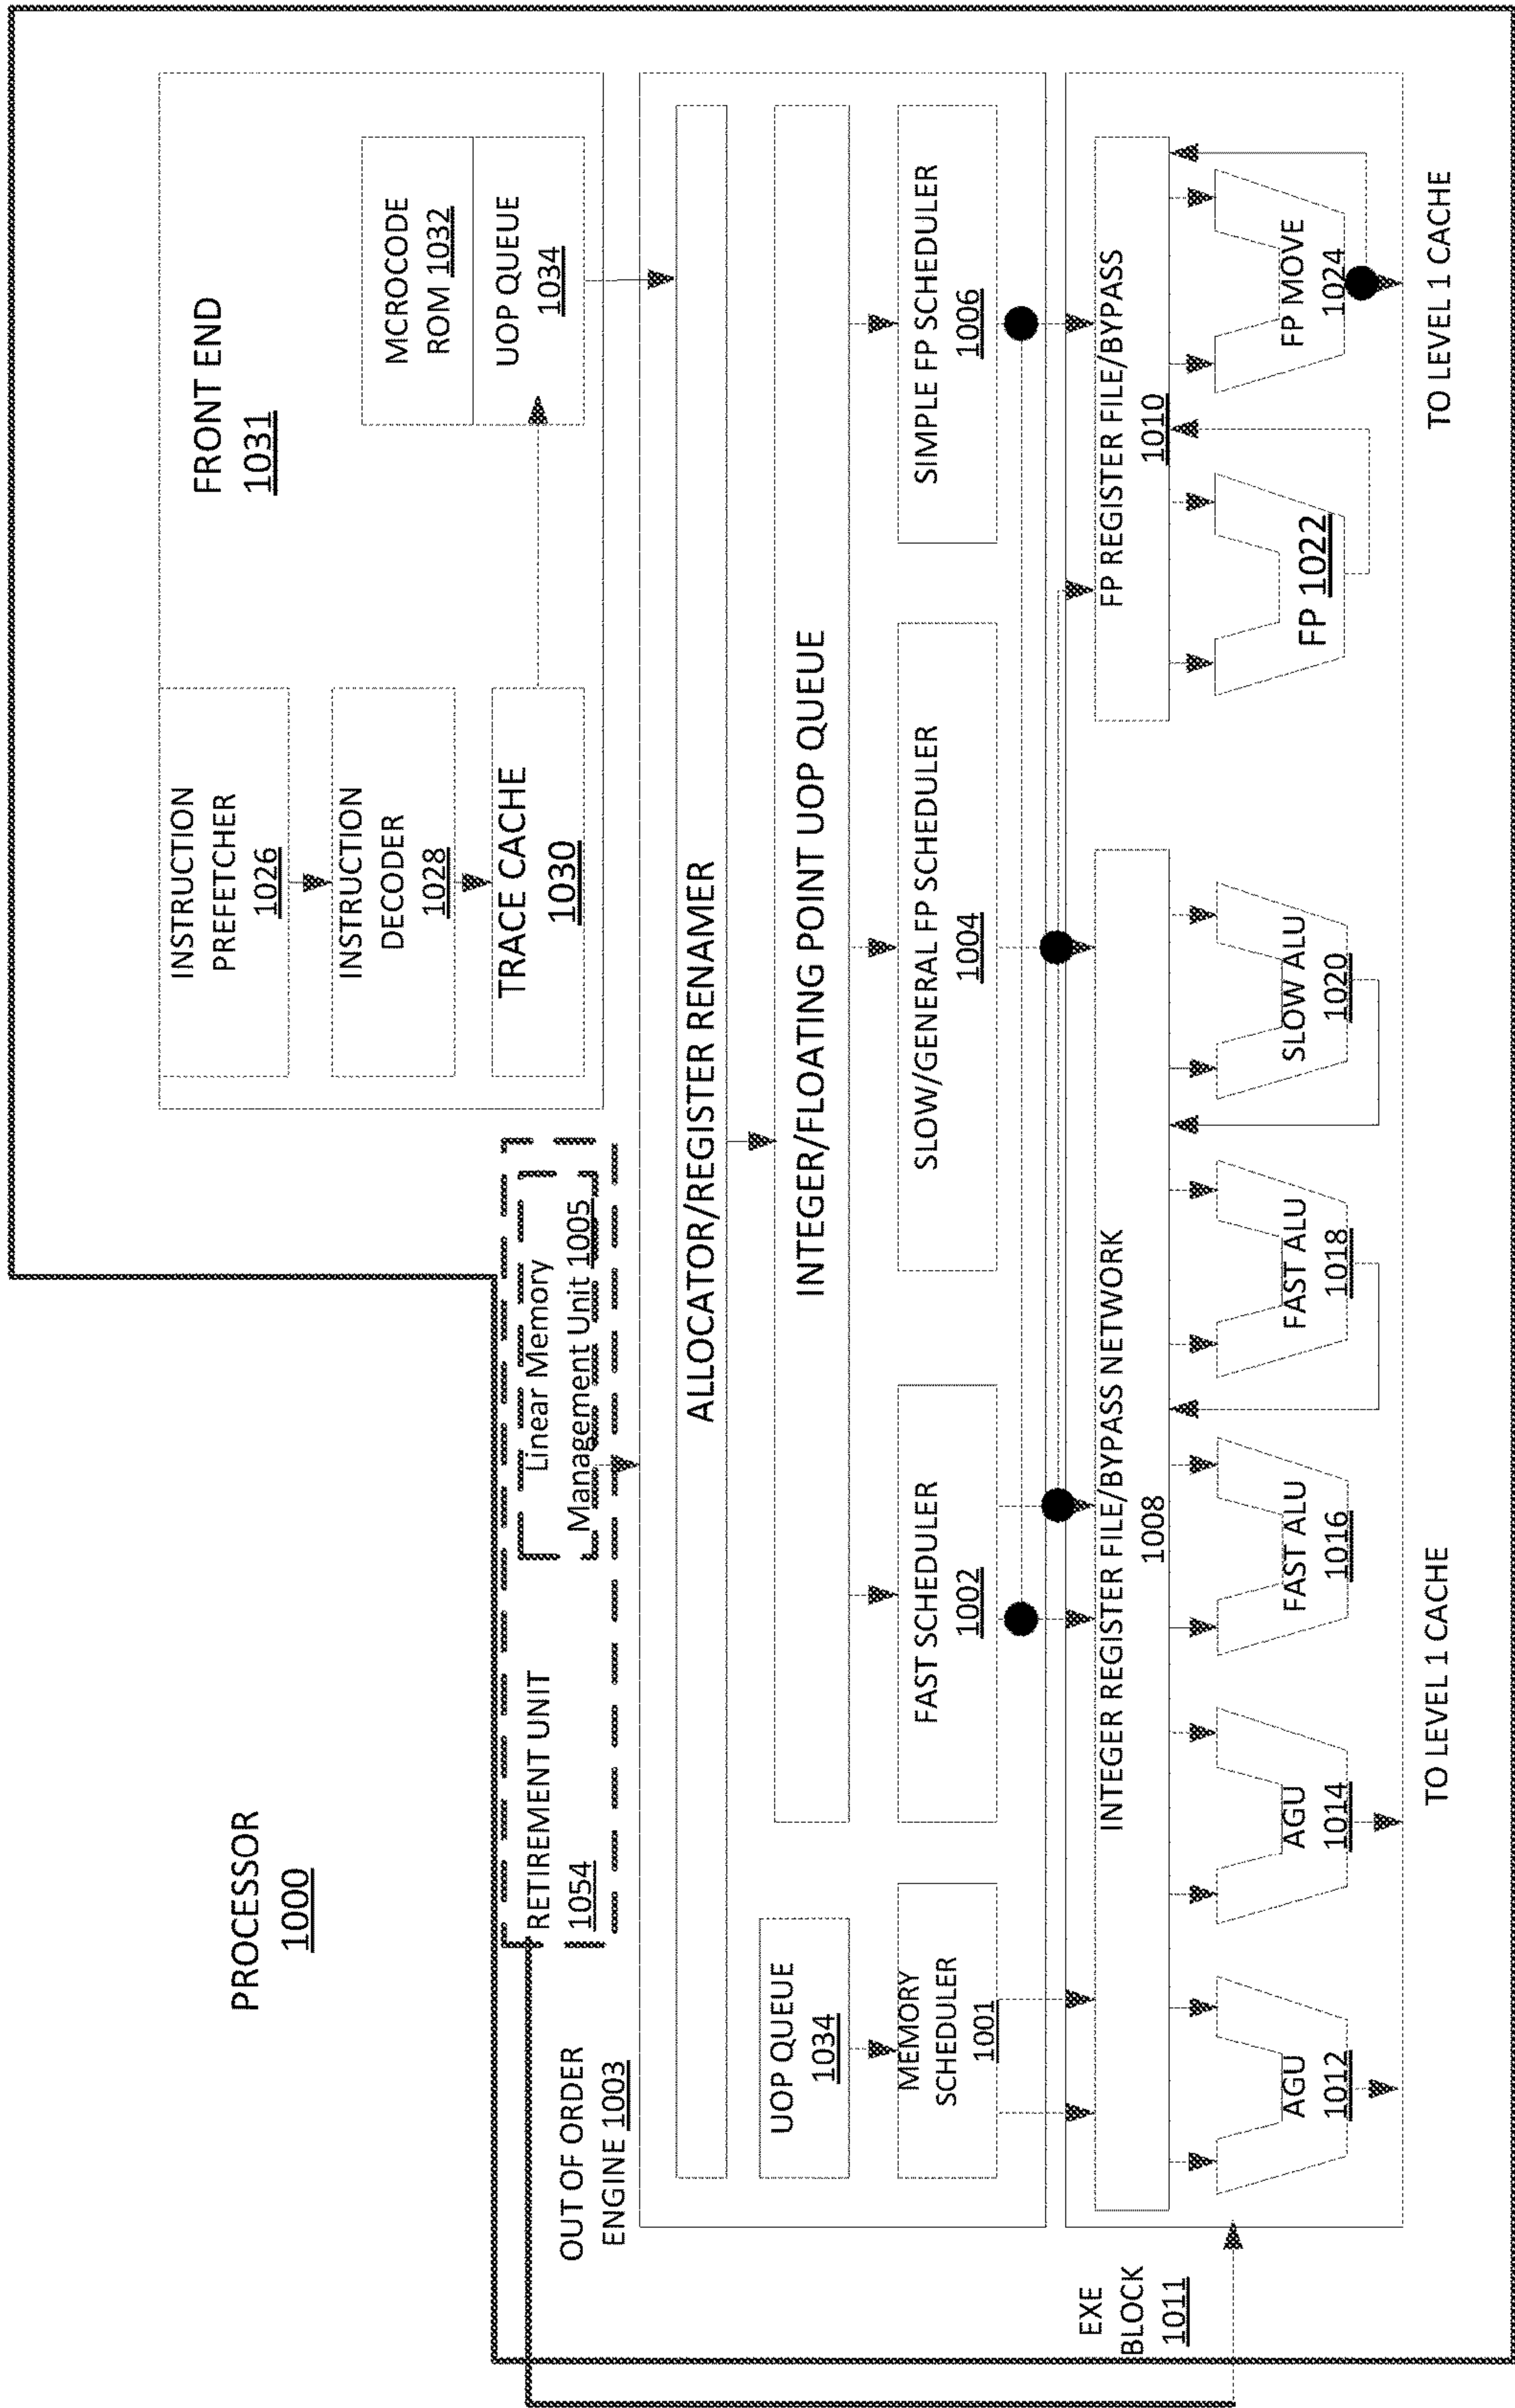 PROCESSOR
1000
FRONT END
1031
INSTRUCTION
PREFETCHER
1026
INSTRUCTION
DECODER
1028
TRACE CACHE
1030
MCROCODE
ROM 1032
UOP QUEUE
1034
OUT OF ORDER
ENGINE 1003
RETIREMENT UNIT
1054
Linear Memory
Management Unit 1005
ALLOCATOR/REGISTER RENAMER
UOP QUEUE
1034
INTEGER/FLOATING POINT UOP QUEUE
MEMORY
SCHEDULER
1001
FAST SCHEDULER
1002
SLOW/GENERAL FP SCHEDULER
1004
SIMPLE FP SCHEDULER
1006
EXE
BLOCK
1011
INTEGER REGISTER FILE/BYPASS NETWORK
1008
FP REGISTER FILE/BYPASS
1010
AGU
1012
AGU
1014
FAST ALU
1016
FAST ALU
1018
SLOW ALU
1020
FP 1022
FP MOVE
1024
TO LEVEL 1 CACHE
TO LEVEL 1 CACHE